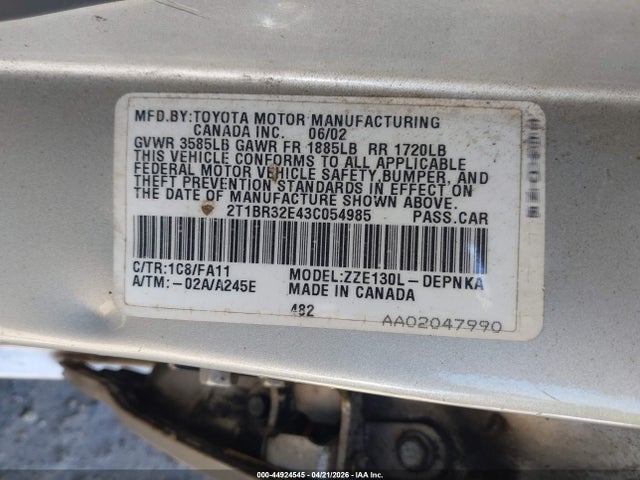 MFD.BY:TOYOTA MOTOR MANUFACTURING
CANADA INC. 06/02
GVWR 3585LB GAWR FR 1885LB RR 1720LB
THIS VEHICLE CONFORMS TO ALL APPLICABLE
FEDERAL MOTOR VEHICLE SAFETY,BUMPER, AND
THEFT PREVENTION STANDARDS IN EFFECT ON
THE DATE OF MANUFACTURE SHOWN ABOVE.
2T1BR32E43C054985 PASS.CAR
C/TR:1C8/FA11 MODEL:ZZE130L-DEPNKA
A/TM:-02A/A245E MADE IN CANADA
482
AA02047990
000-44924545 - 04/21/2026 - IAA Inc.